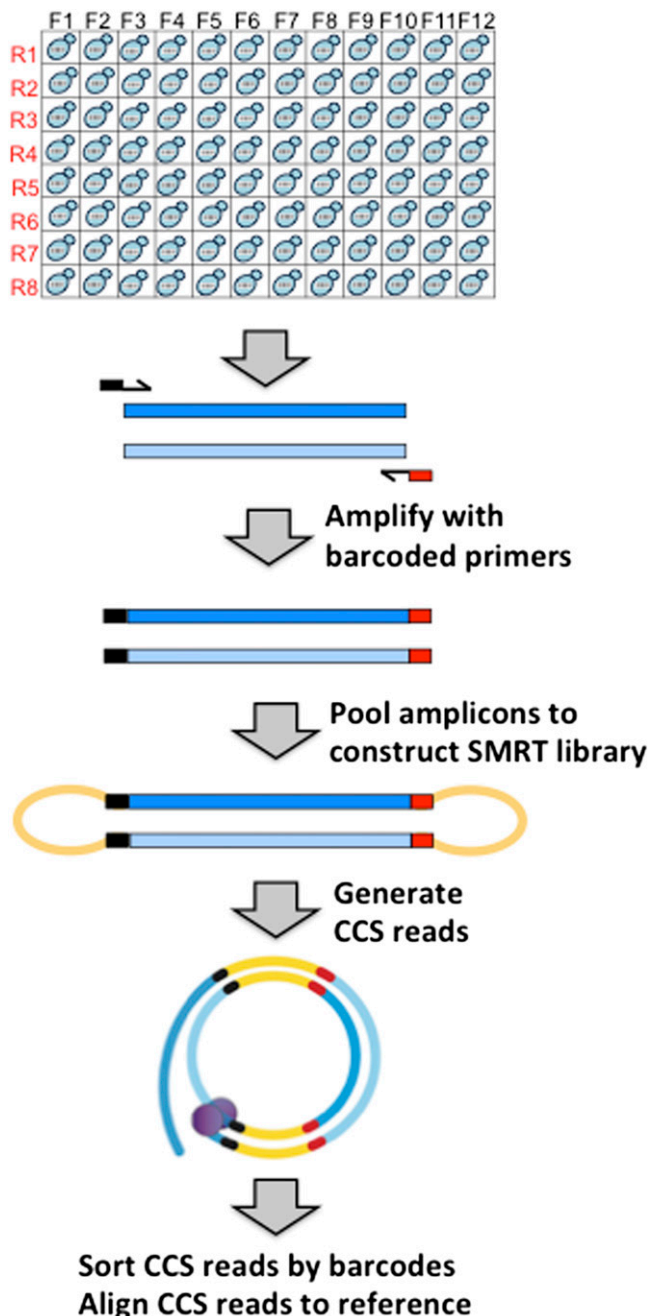 F1 F2 F3 F4 F5 F6 F7 F8 F9 F10 F11 F12
R1
R2
R3
R4
R5
R6
R7
R8
Amplify with
barcoded primers
Pool amplicons to
construct SMRT library
Generate
CCS reads
Sort CCS reads by barcodes
Align CCS reads to reference